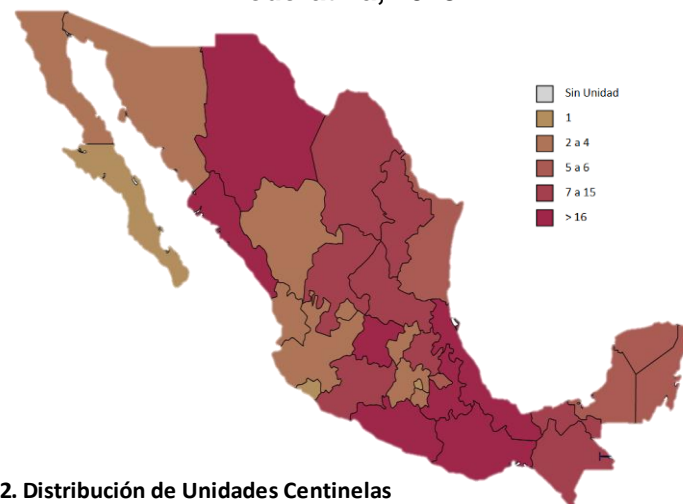 Sin Unidad
1
2 a 4
5 a 6
7 a 15
> 16
2. Distribución de Unidades Centinelas